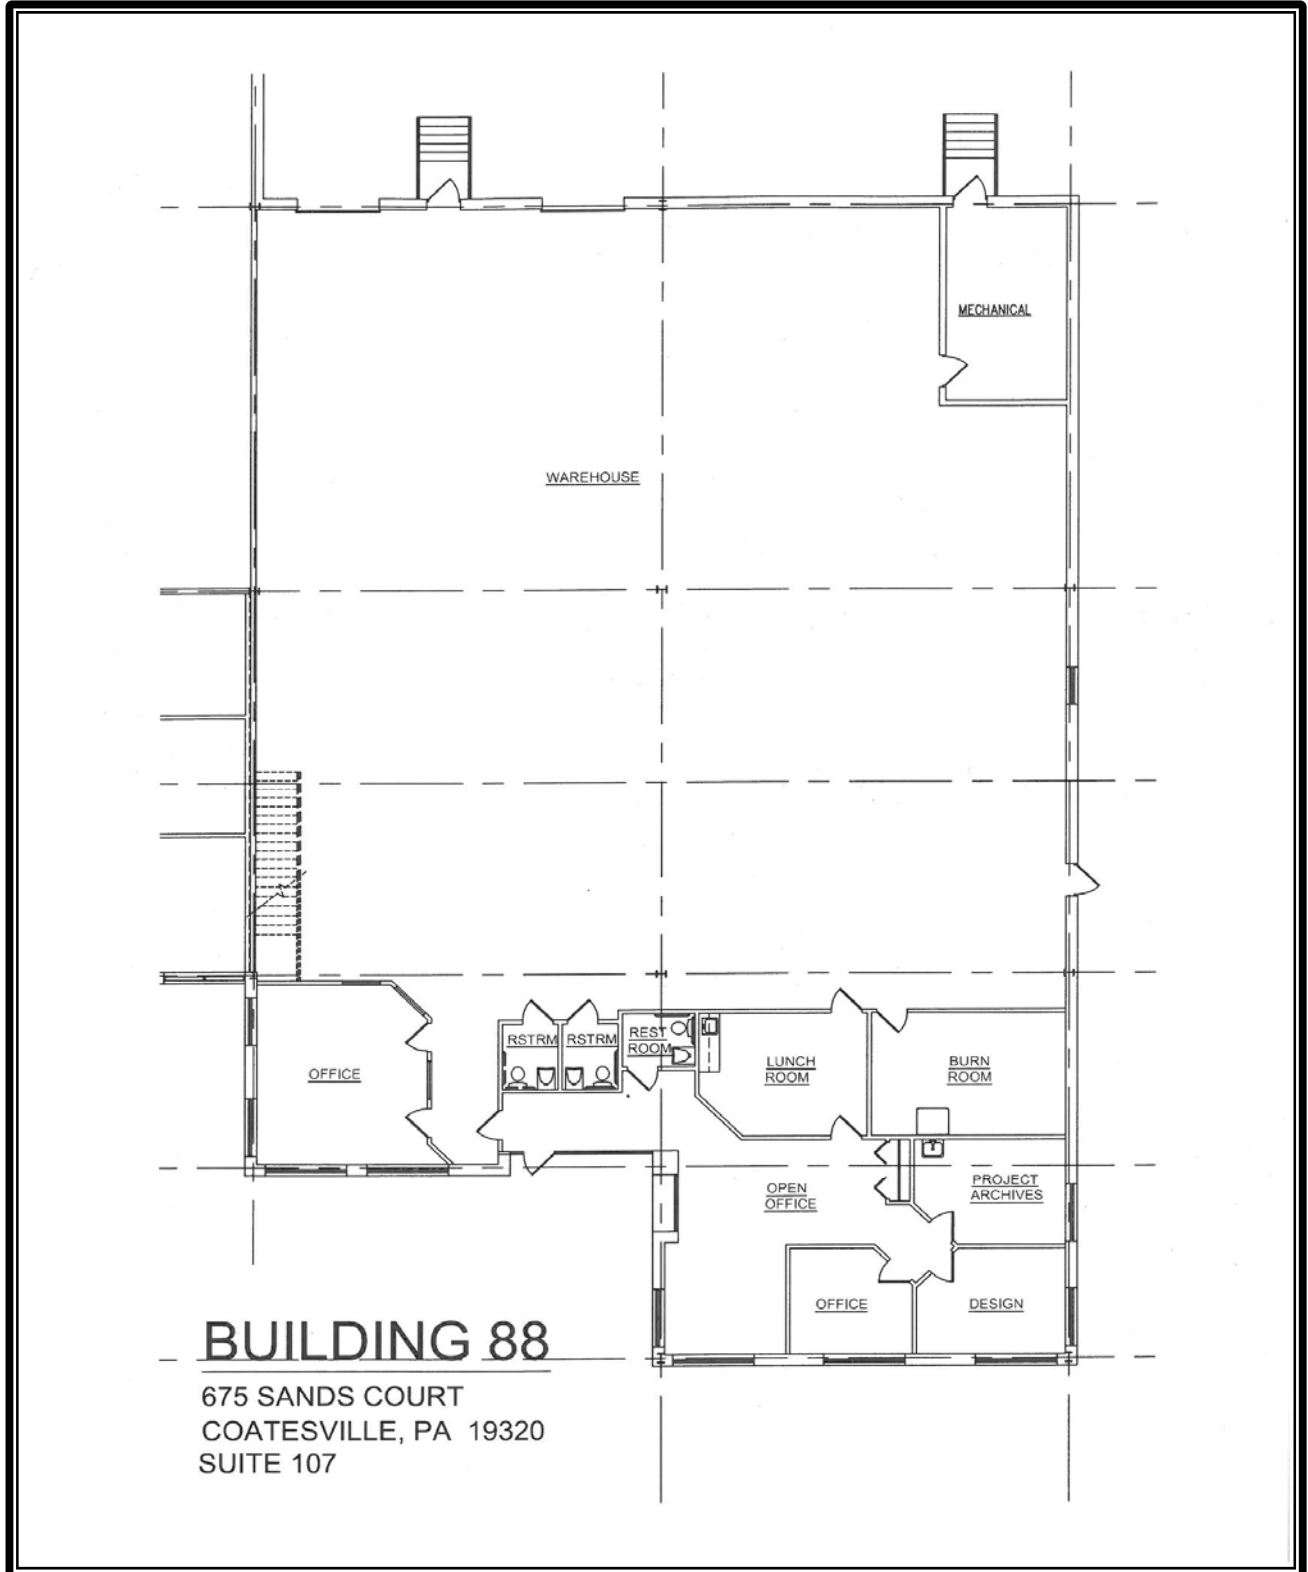 MECHANICAL
WAREHOUSE
RSTRM
RSTRM
REST
ROOM
LUNCH
ROOM
BURN
ROOM
OFFICE
OPEN
OFFICE
PROJECT
ARCHIVES
OFFICE
DESIGN
BUILDING 88
675 SANDS COURT
COATESVILLE, PA 19320
SUITE 107